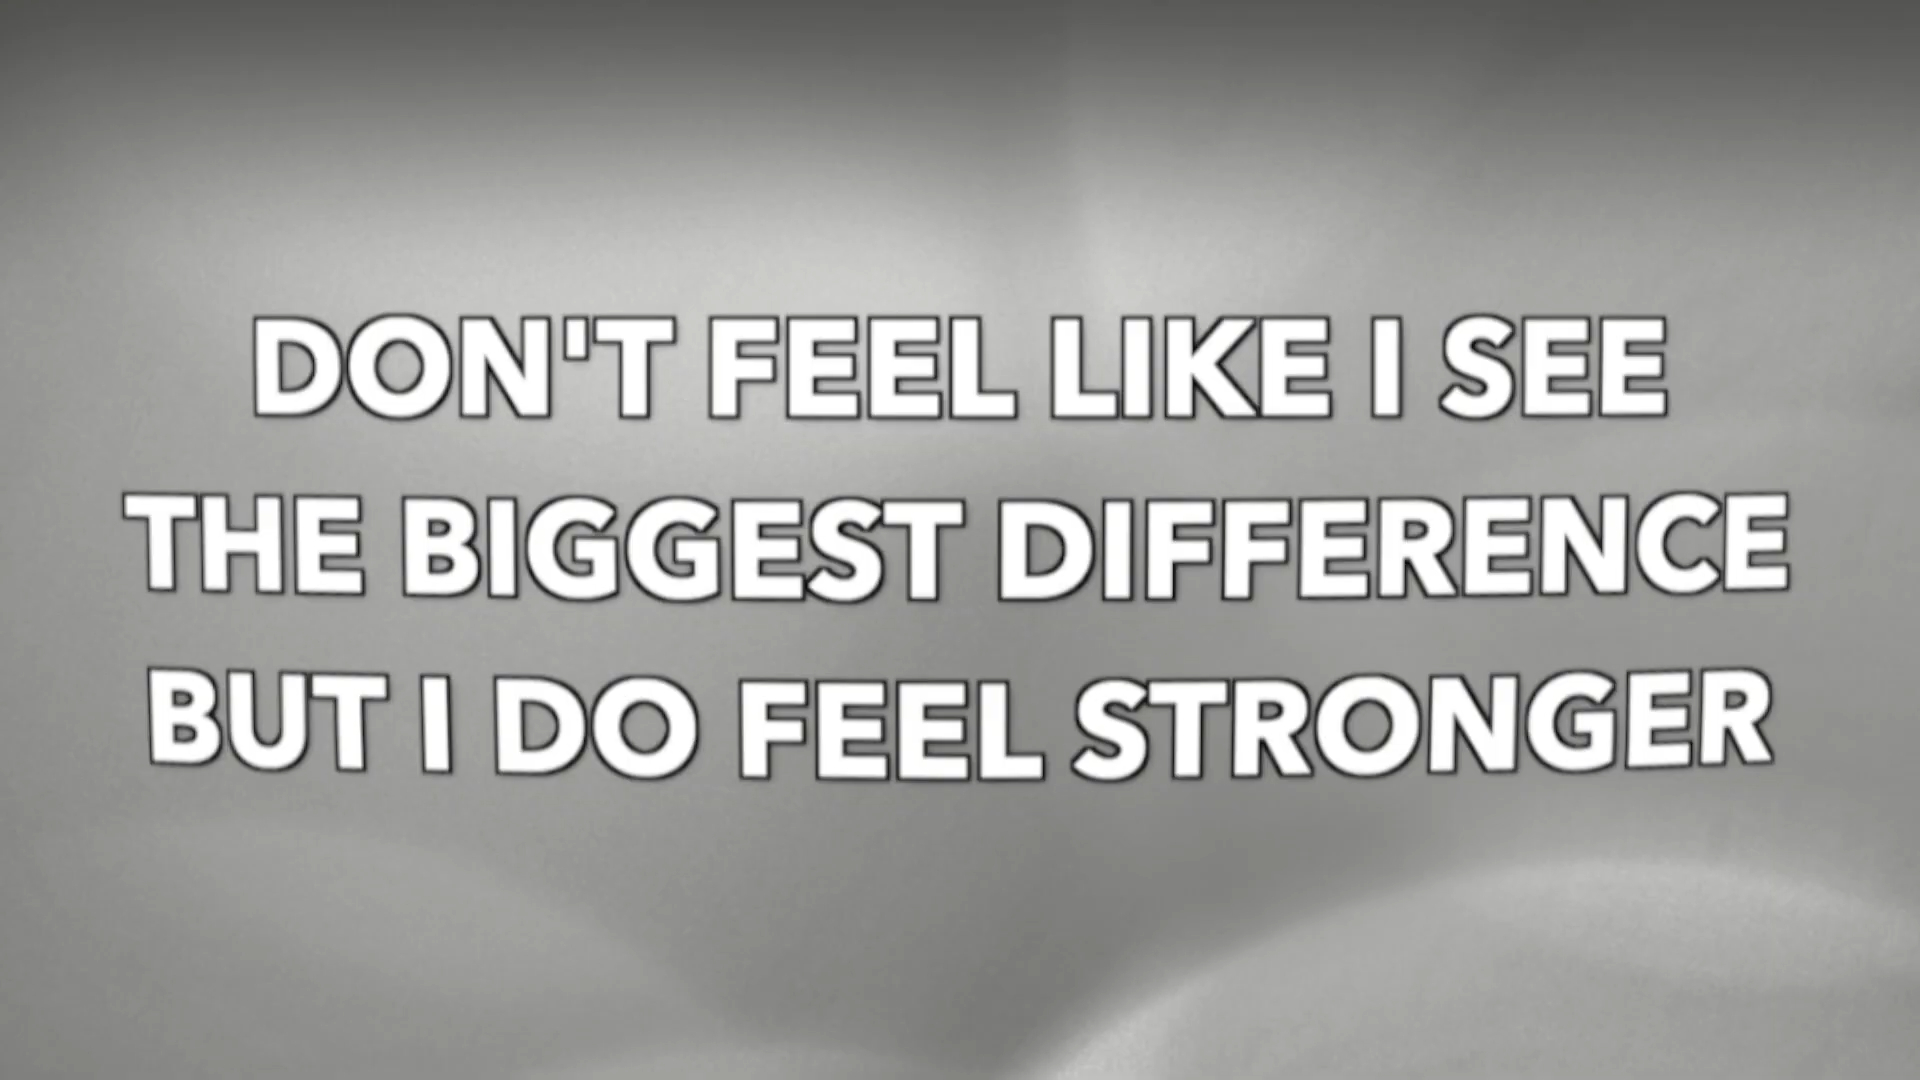 DON'T FEEL LIKE I SEE
THE BIGGEST DIFFERENCE
BUT I DO FEEL STRONGER